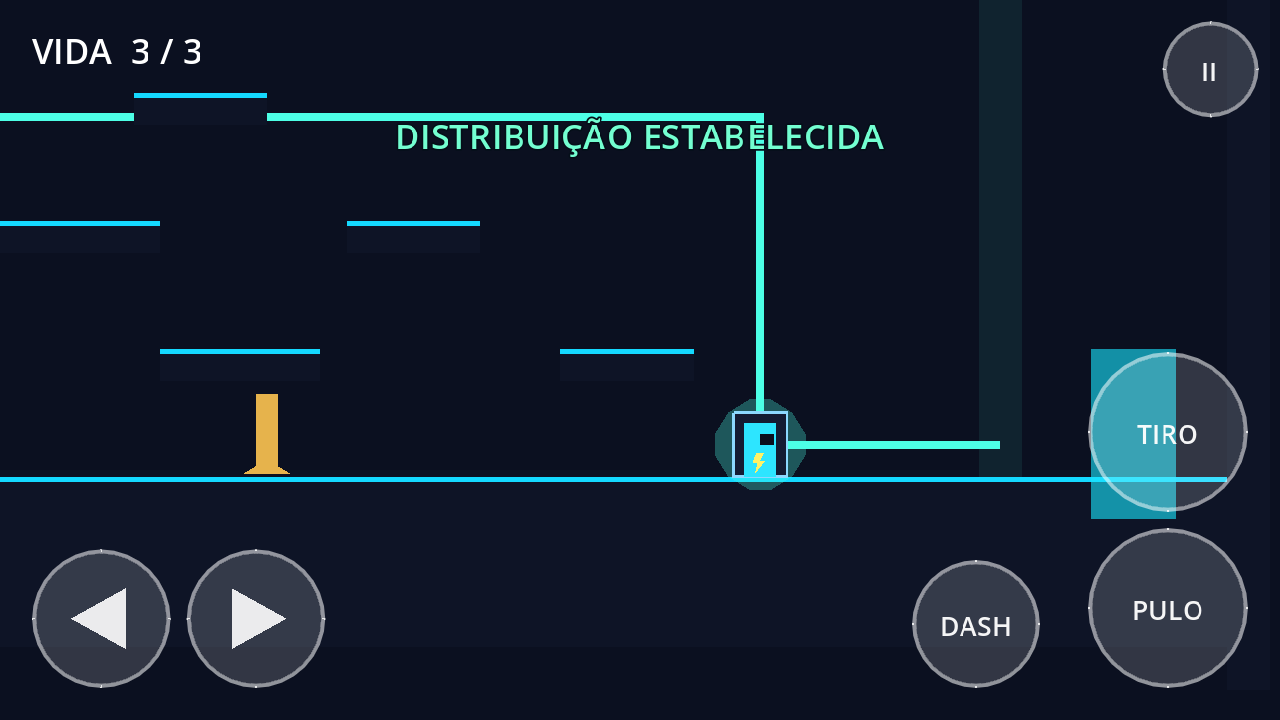 VIDA 3 / 3
II
DISTRIBUIÇÃO ESTABELECIDA
TIRO
DASH
PULO